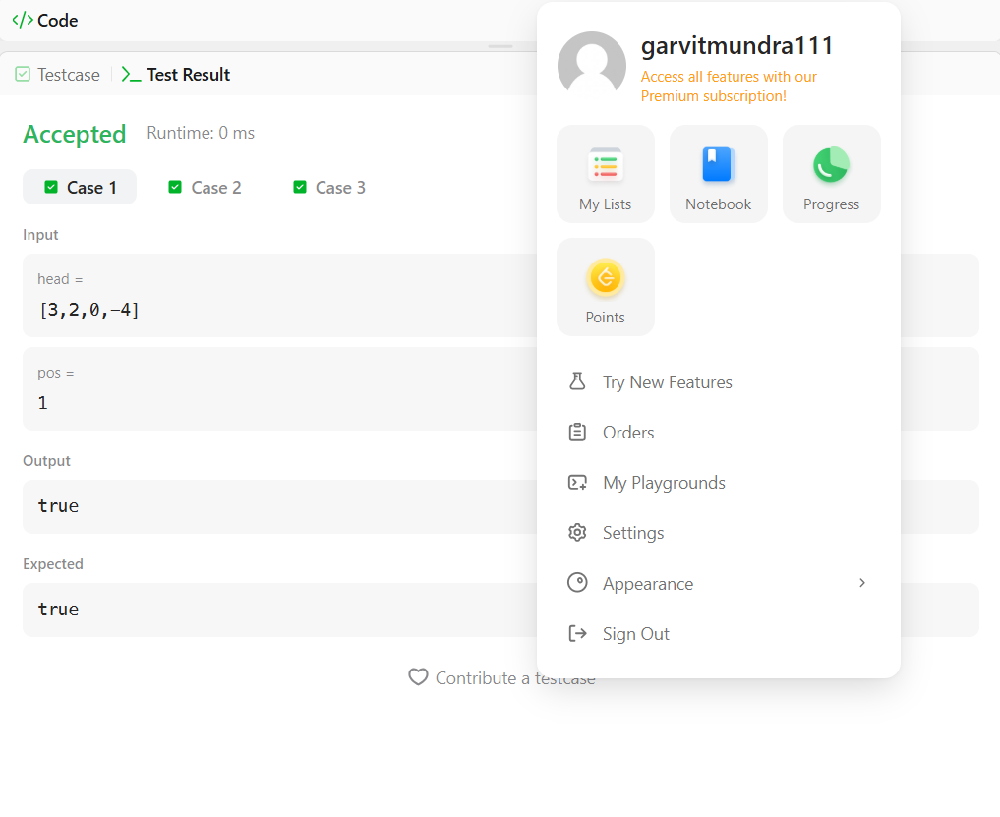 </> Code
Testcase
Test Result
Accepted
Runtime: 0 ms
Case 1
Case 2
Case 3
Input
head =
[3,2,0,-4]
pos =
1
Output
true
Expected
true
Contribute a testcase
garvitmundra111
Access all features with our
Premium subscription!
My Lists
Notebook
Progress
Points
Try New Features
Orders
My Playgrounds
Settings
Appearance
Sign Out